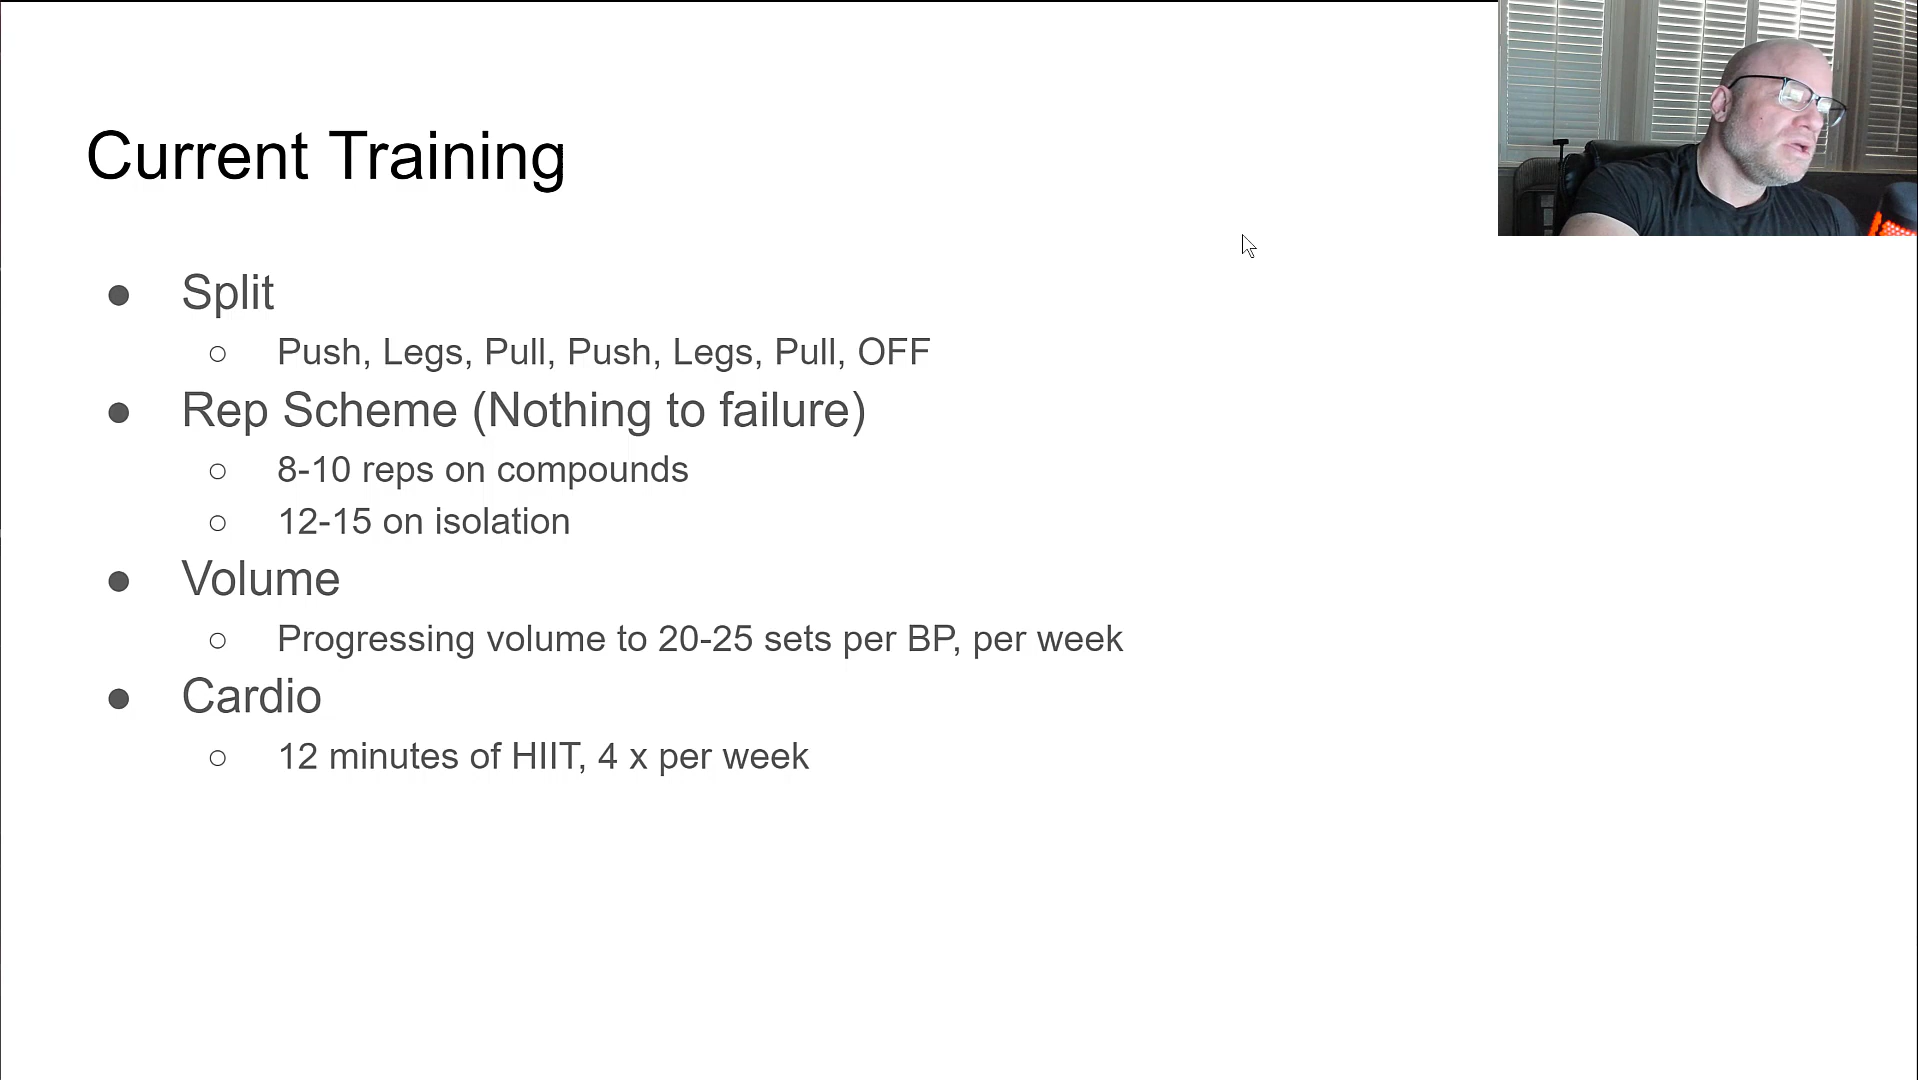 Current Training
● Split
○ Push, Legs, Pull, Push, Legs, Pull, OFF
● Rep Scheme (Nothing to failure)
○ 8-10 reps on compounds
○ 12-15 on isolation
● Volume
○ Progressing volume to 20-25 sets per BP, per week
● Cardio
○ 12 minutes of HIIT, 4 x per week